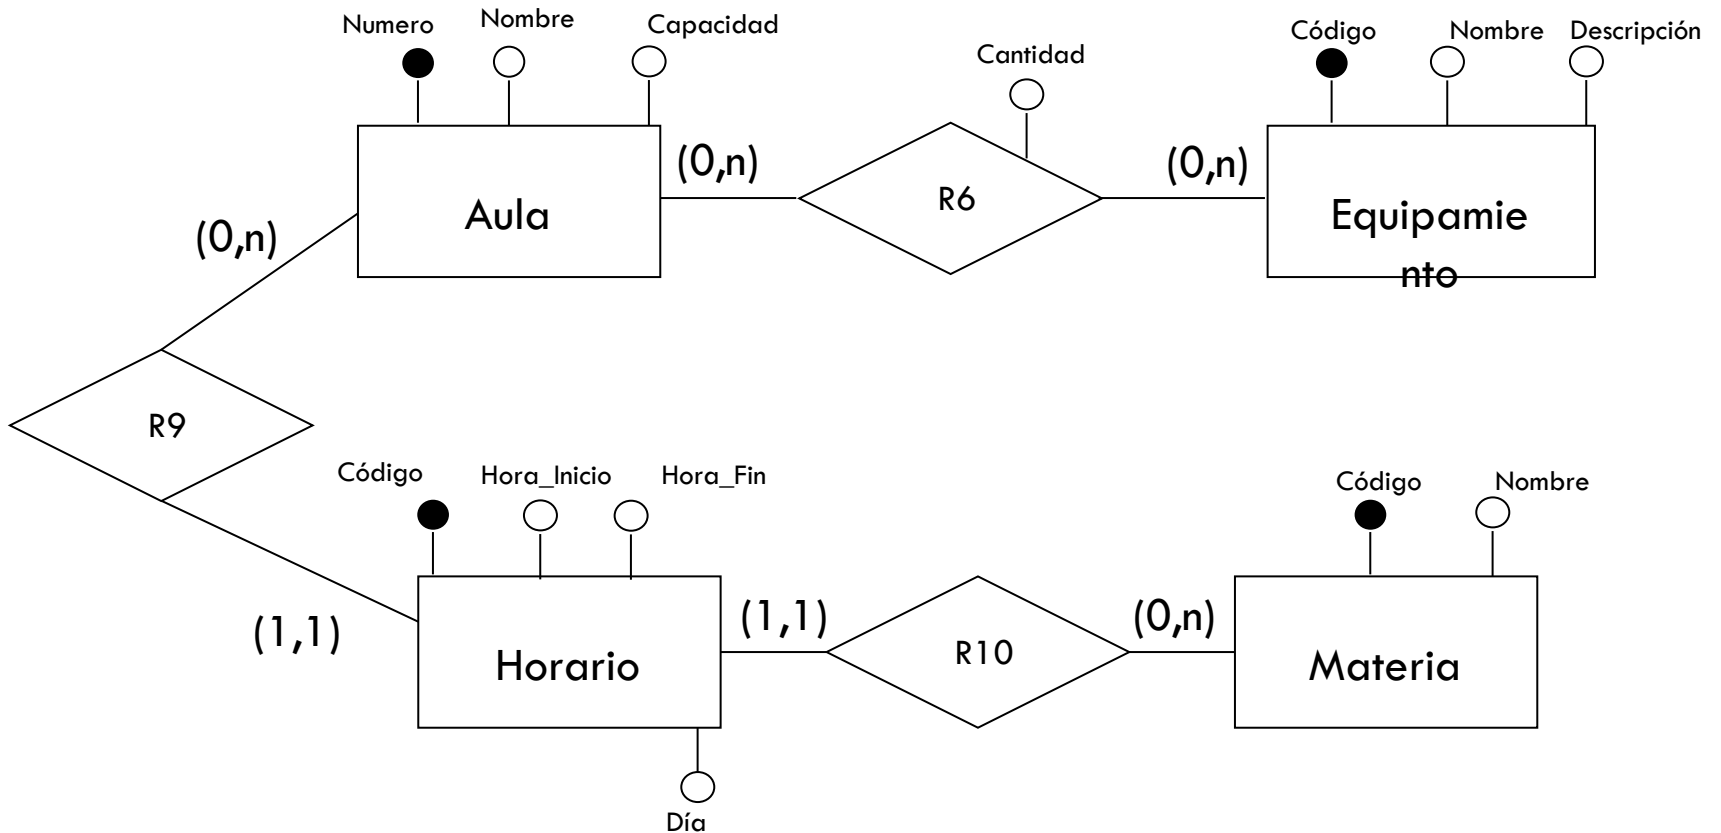 Numero
Nombre
Capacidad
Cantidad
Código
Nombre
Descripción
Aula
(0,n)
R6
(0,n)
Equipamie
nto
(0,n)
R9
(1,1)
Código
Hora_Inicio
Hora_Fin
Horario
Día
(1,1)
R10
(0,n)
Código
Nombre
Materia